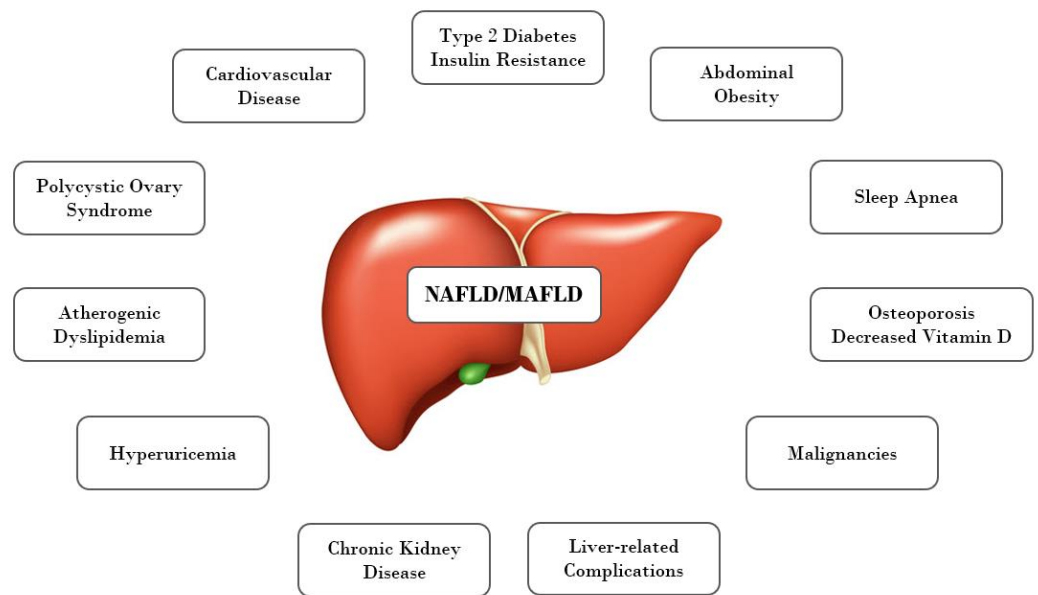 Type 2 Diabetes
Insulin Resistance
Cardiovascular
Disease
Abdominal
Obesity
Polycystic Ovary
Syndrome
Sleep Apnea
NAFLD/MAFLD
Atherogenic
Dyslipidemia
Osteoporosis
Decreased Vitamin D
Hyperuricemia
Malignancies
Chronic Kidney
Disease
Liver-related
Complications